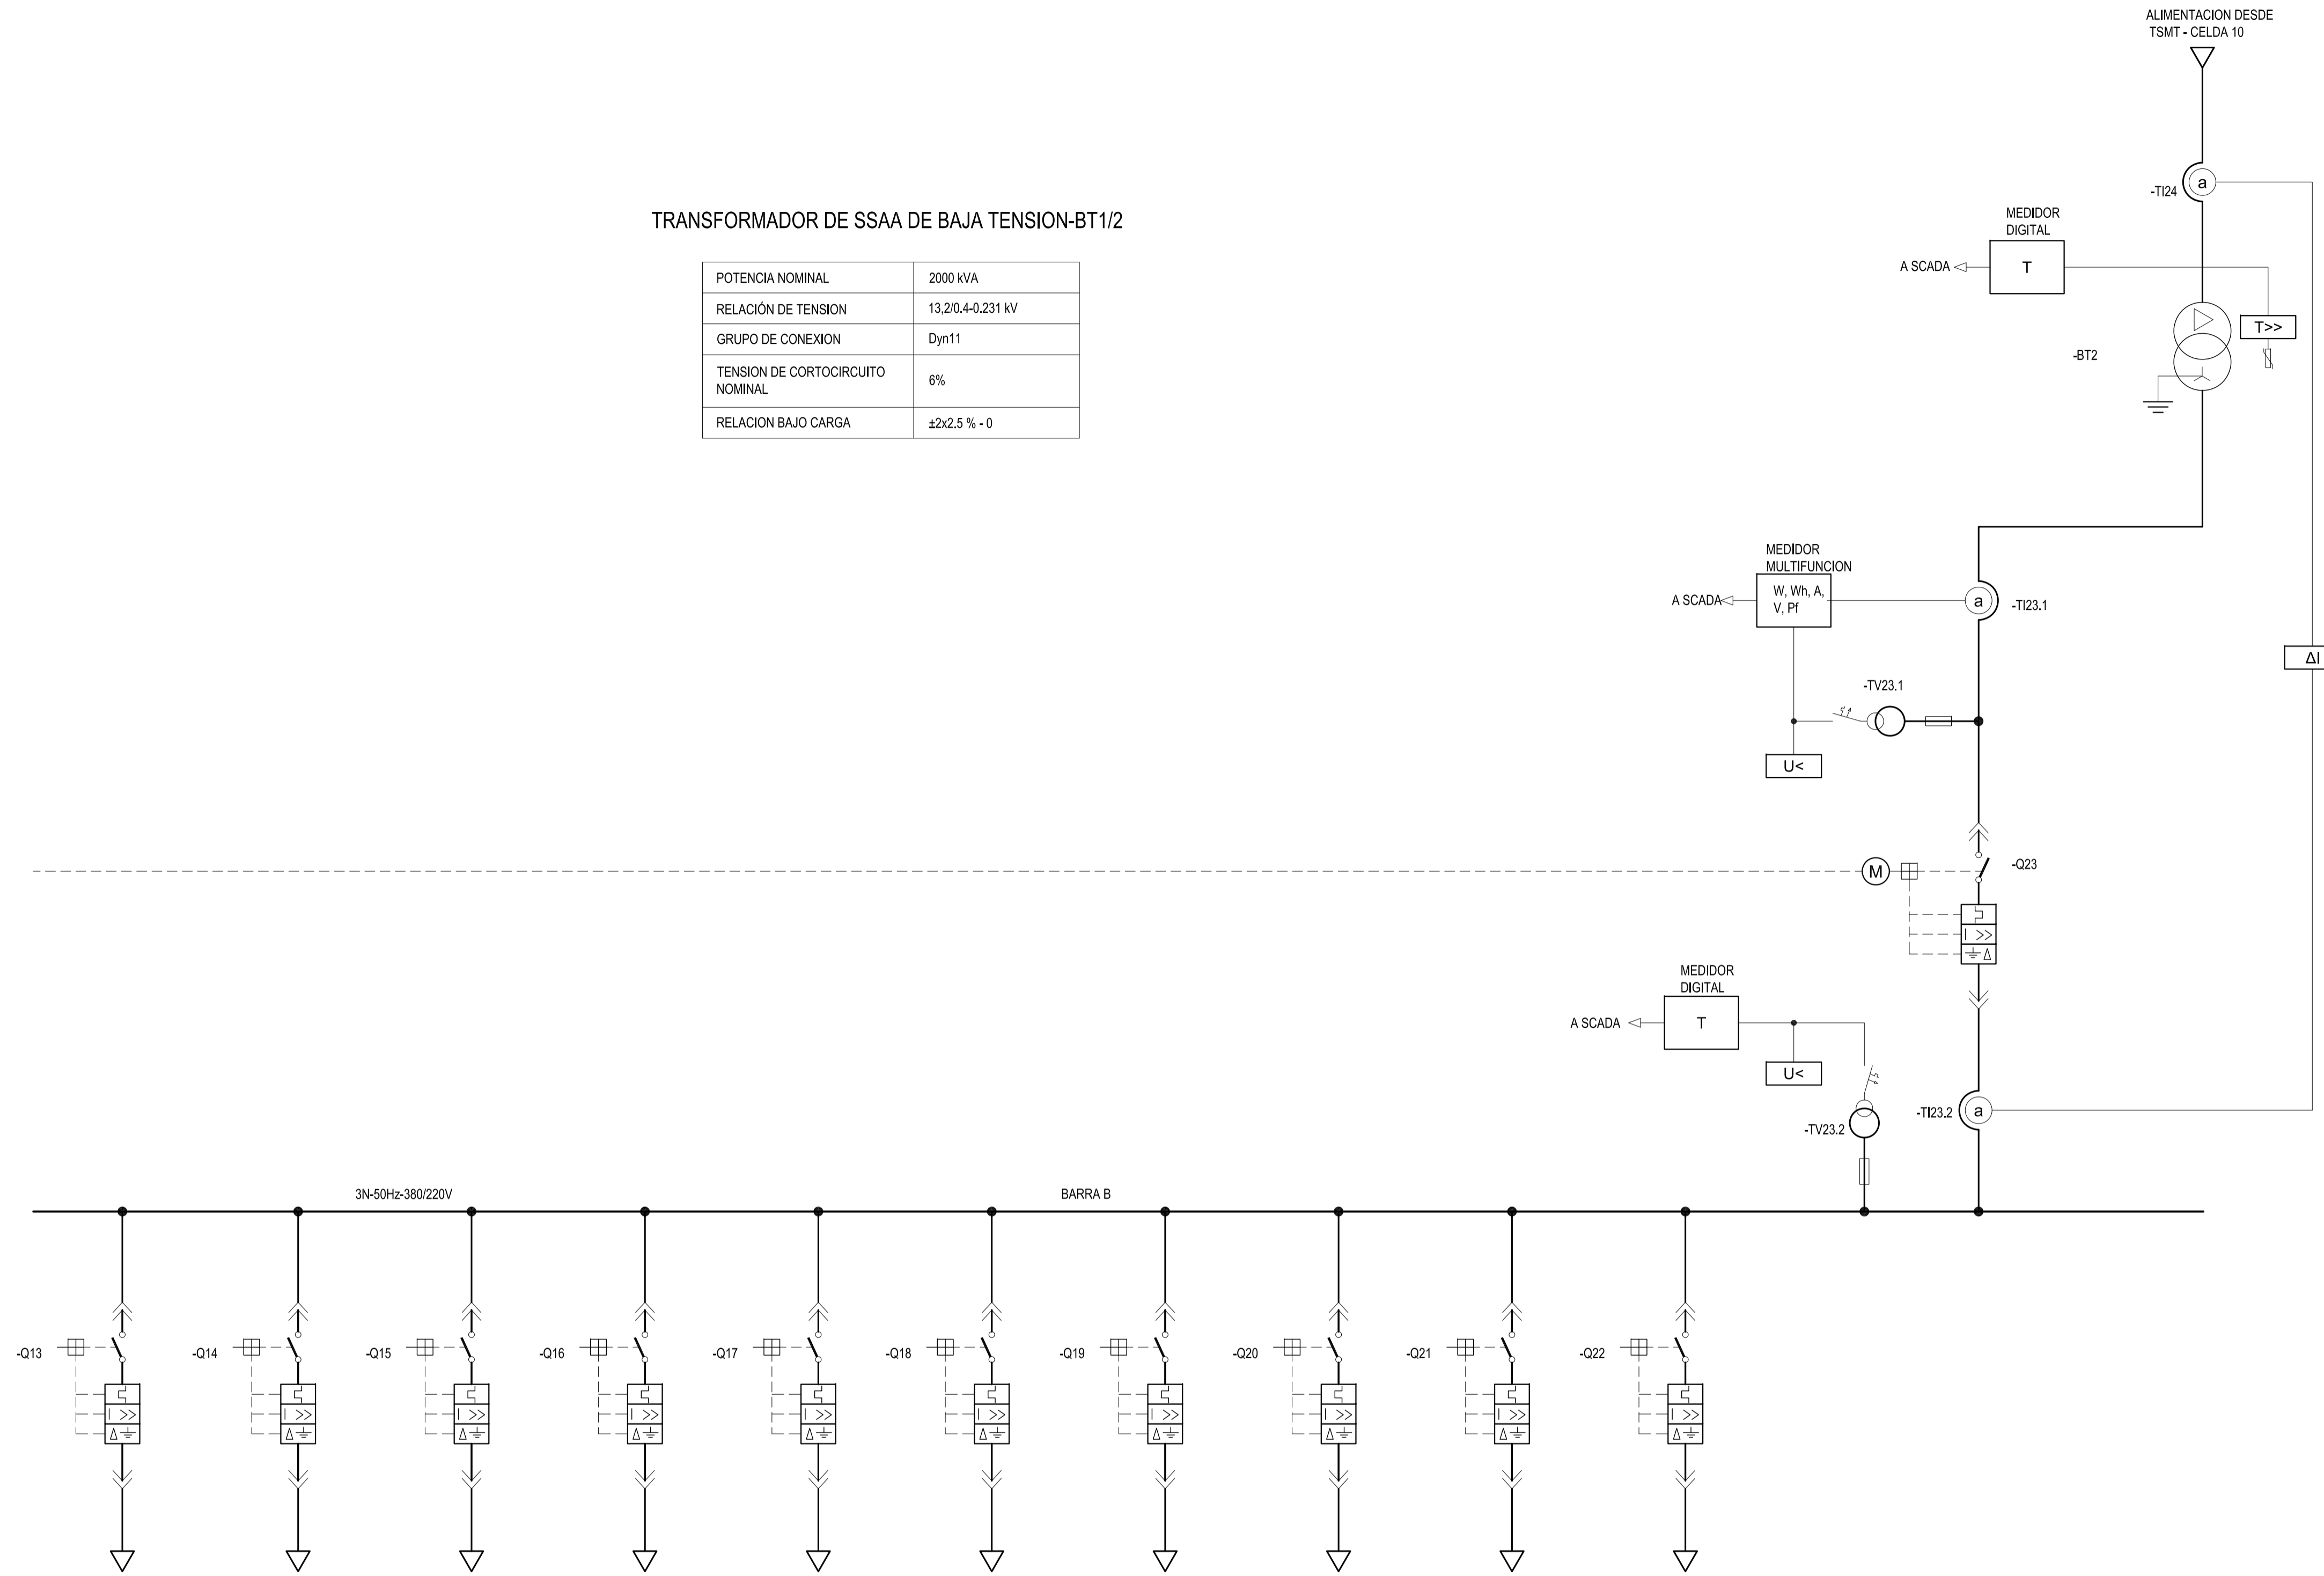 ALIMENTACION DESDE
TSMT - CELDA 10
-TI24
a
MEDIDOR
DIGITAL
A SCADA
T
T>>
-BT2
TRANSFORMADOR DE SSAA DE BAJA TENSION-BT1/2
POTENCIA NOMINAL 2000 kVA
RELACIÓN DE TENSION 13,2/0.4-0.231 kV
GRUPO DE CONEXION Dyn11
TENSION DE CORTOCIRCUITO
NOMINAL 6%
RELACION BAJO CARGA ±2x2.5 % - 0
MEDIDOR
MULTIFUNCION
A SCADA
W, Wh, A,
V, Pf
a
-TI23.1
ΔI
-TV23.1
U<
M
-Q23
I >>
Δ
MEDIDOR
DIGITAL
A SCADA
T
U<
-TI23.2
a
-TV23.2
3N-50Hz-380/220V
BARRA B
-Q13
-Q14
-Q15
-Q16
-Q17
-Q18
-Q19
-Q20
-Q21
-Q22
I >>
I >>
I >>
I >>
I >>
I >>
I >>
I >>
I >>
I >>
Δ
Δ
Δ
Δ
Δ
Δ
Δ
Δ
Δ
Δ